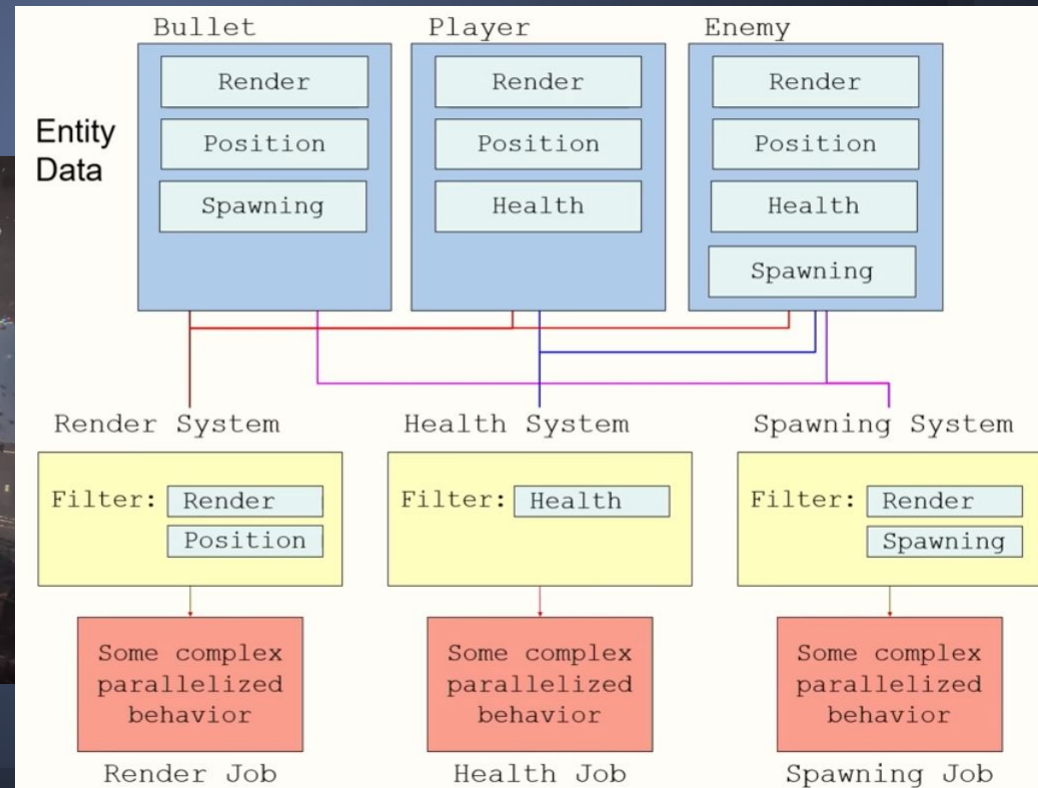 Bullet
Player
Enemy
Entity
Data
Render
Position
Spawning
Render
Position
Health
Render
Position
Health
Spawning
Render System
Health System
Spawning System
Filter: Render
Position
Filter: Health
Filter: Render
Spawning
Some complex
parallelized
behavior
Some complex
parallelized
behavior
Some complex
parallelized
behavior
Render Job
Health Job
Spawning Job